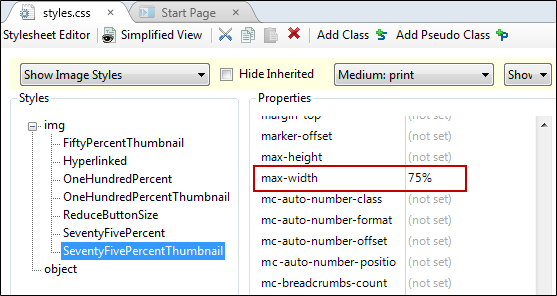 styles.css
Start Page
Stylesheet Editor Simplified View Add Class Add Pseudo Class
Show Image Styles Hide Inherited Medium: print Show
Styles
img
FiftyPercentThumbnail
Hyperlinked
OneHundredPercent
OneHundredPercentThumbnail
ReduceButtonSize
SeventyFivePercent
SeventyFivePercentThumbnail
object
Properties
margin-top (not set)
marker-offset (not set)
max-height (not set)
max-width 75%
mc-auto-number-class (not set)
mc-auto-number-format (not set)
mc-auto-number-offset (not set)
mc-auto-number-positio (not set)
mc-breadcrumbs-count (not set)